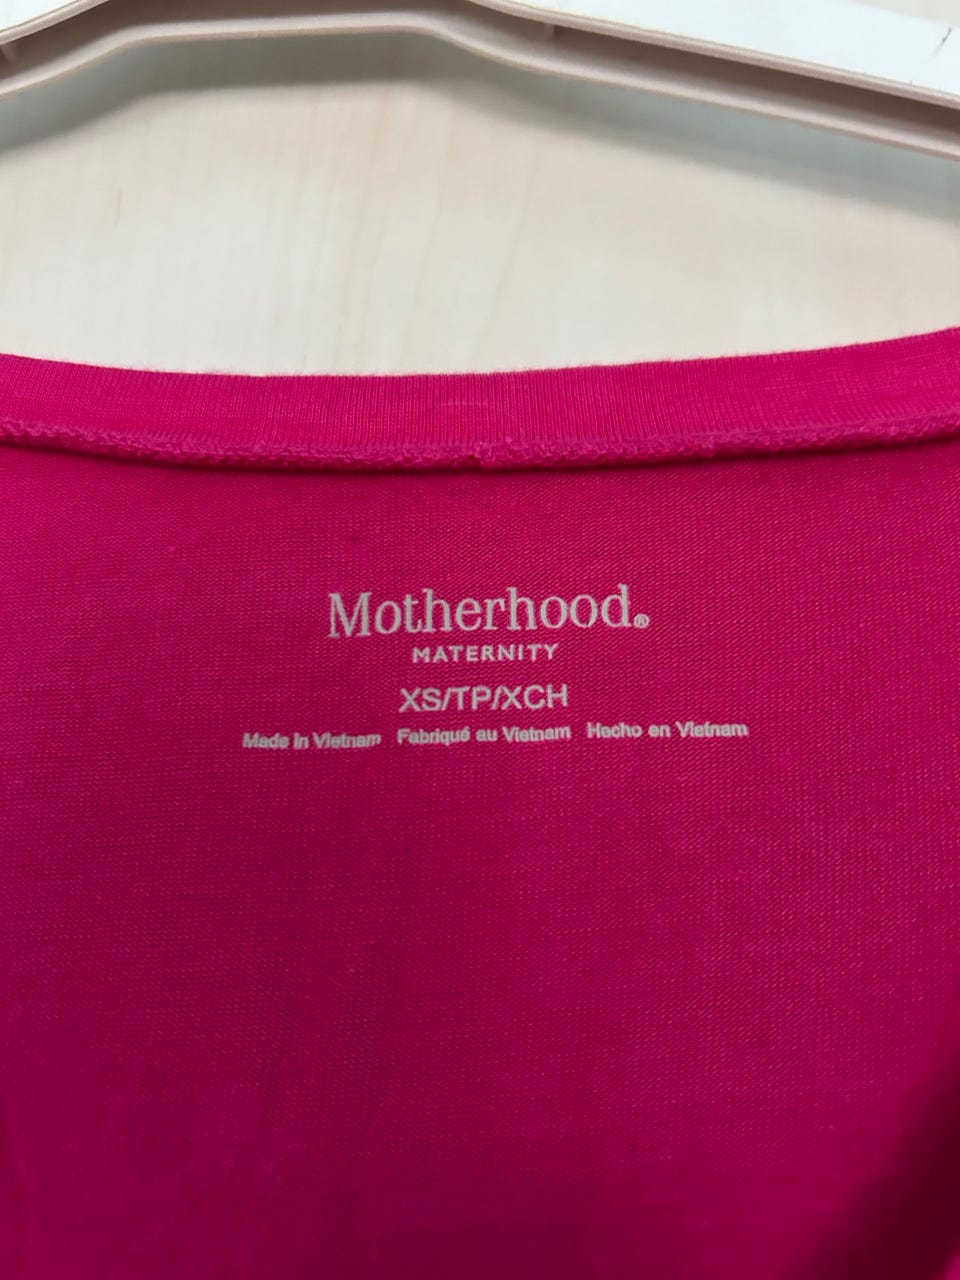 Motherhood®
MATERNITY
XS/TP/XCH
Made in Vietnam Fabriqué au Vietnam Hecho en Vietnam